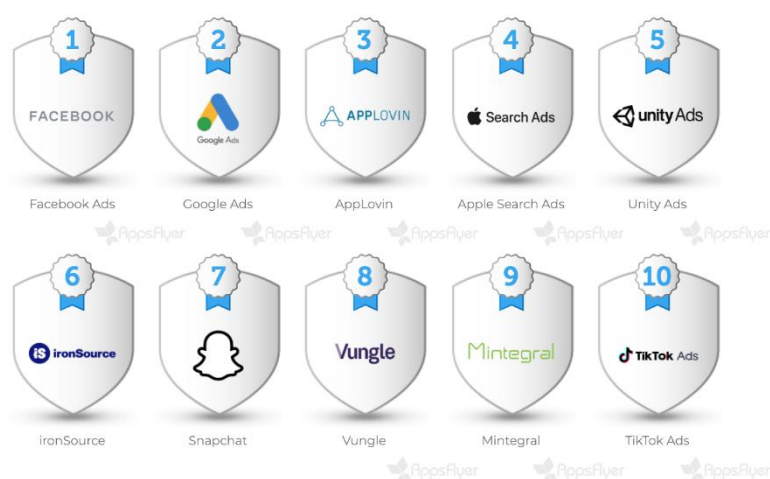 1 2 3 4 5
FACEBOOK Google Ads APPLOVIN Search Ads unity Ads
Facebook Ads Google Ads AppLovin Apple Search Ads Unity Ads
AppsFlyer AppsFlyer AppsFlyer AppsFlyer AppsFlyer
6 7 8 9 10
iS ironSource Vungle Mintegral TikTok Ads
ironSource Snapchat Vungle Mintegral TikTok Ads
AppsFlyer AppsFlyer AppsFlyer